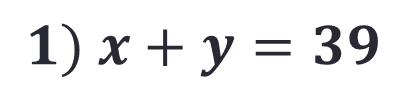 1) x + y = 39